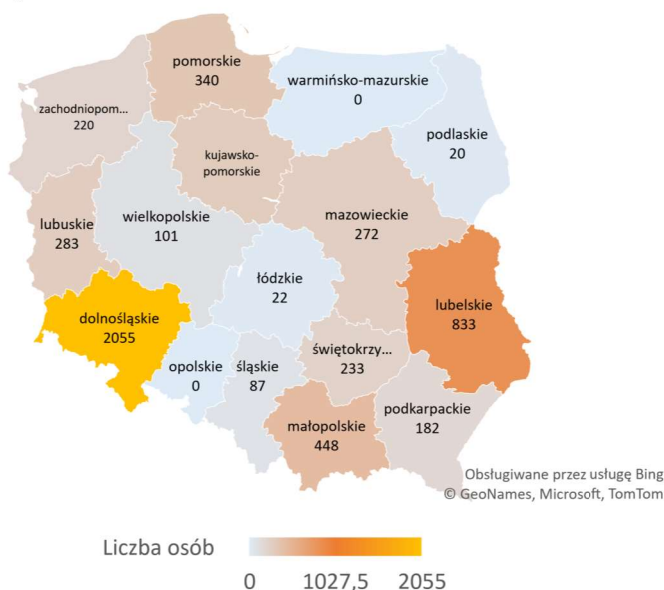 pomorskie
340
warmińsko-mazurskie
0
zachodniopom...
220
podlaskie
20
kujawsko-
pomorskie
lubuskie
283
wielkopolskie
101
mazowieckie
272
łódzkie
22
lubelskie
833
dolnośląskie
2055
opolskie
0
śląskie
87
świętokrzy...
233
małopolskie
448
podkarpackie
182
Obsługiwane przez usługę Bing
© GeoNames, Microsoft, TomTom
Liczba osób
0 1027,5 2055